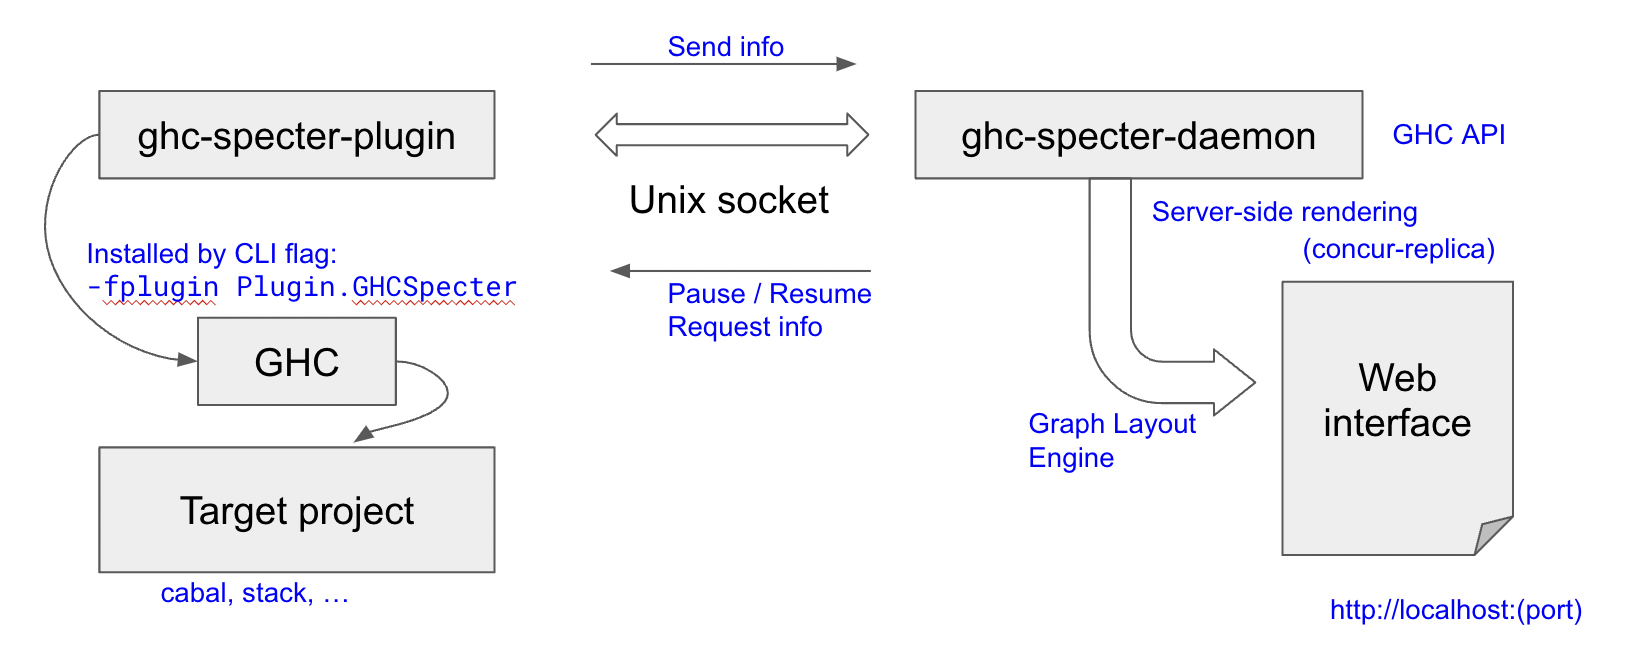 Send info
ghc-specter-plugin
ghc-specter-daemon
GHC API
Unix socket
Server-side rendering
(concur-replica)
Installed by CLI flag:
-fplugin Plugin.GHCSpecter
Pause / Resume
Request info
GHC
Web
interface
Graph Layout
Engine
Target project
cabal, stack, …
http://localhost:(port)